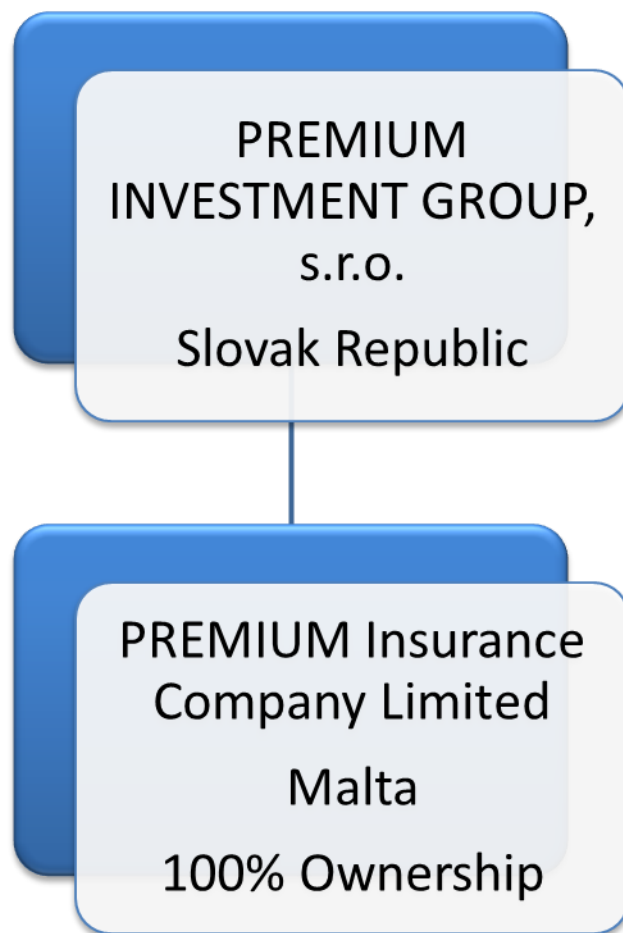 PREMIUM
INVESTMENT GROUP,
s.r.o.
Slovak Republic
PREMIUM Insurance
Company Limited
Malta
100% Ownership